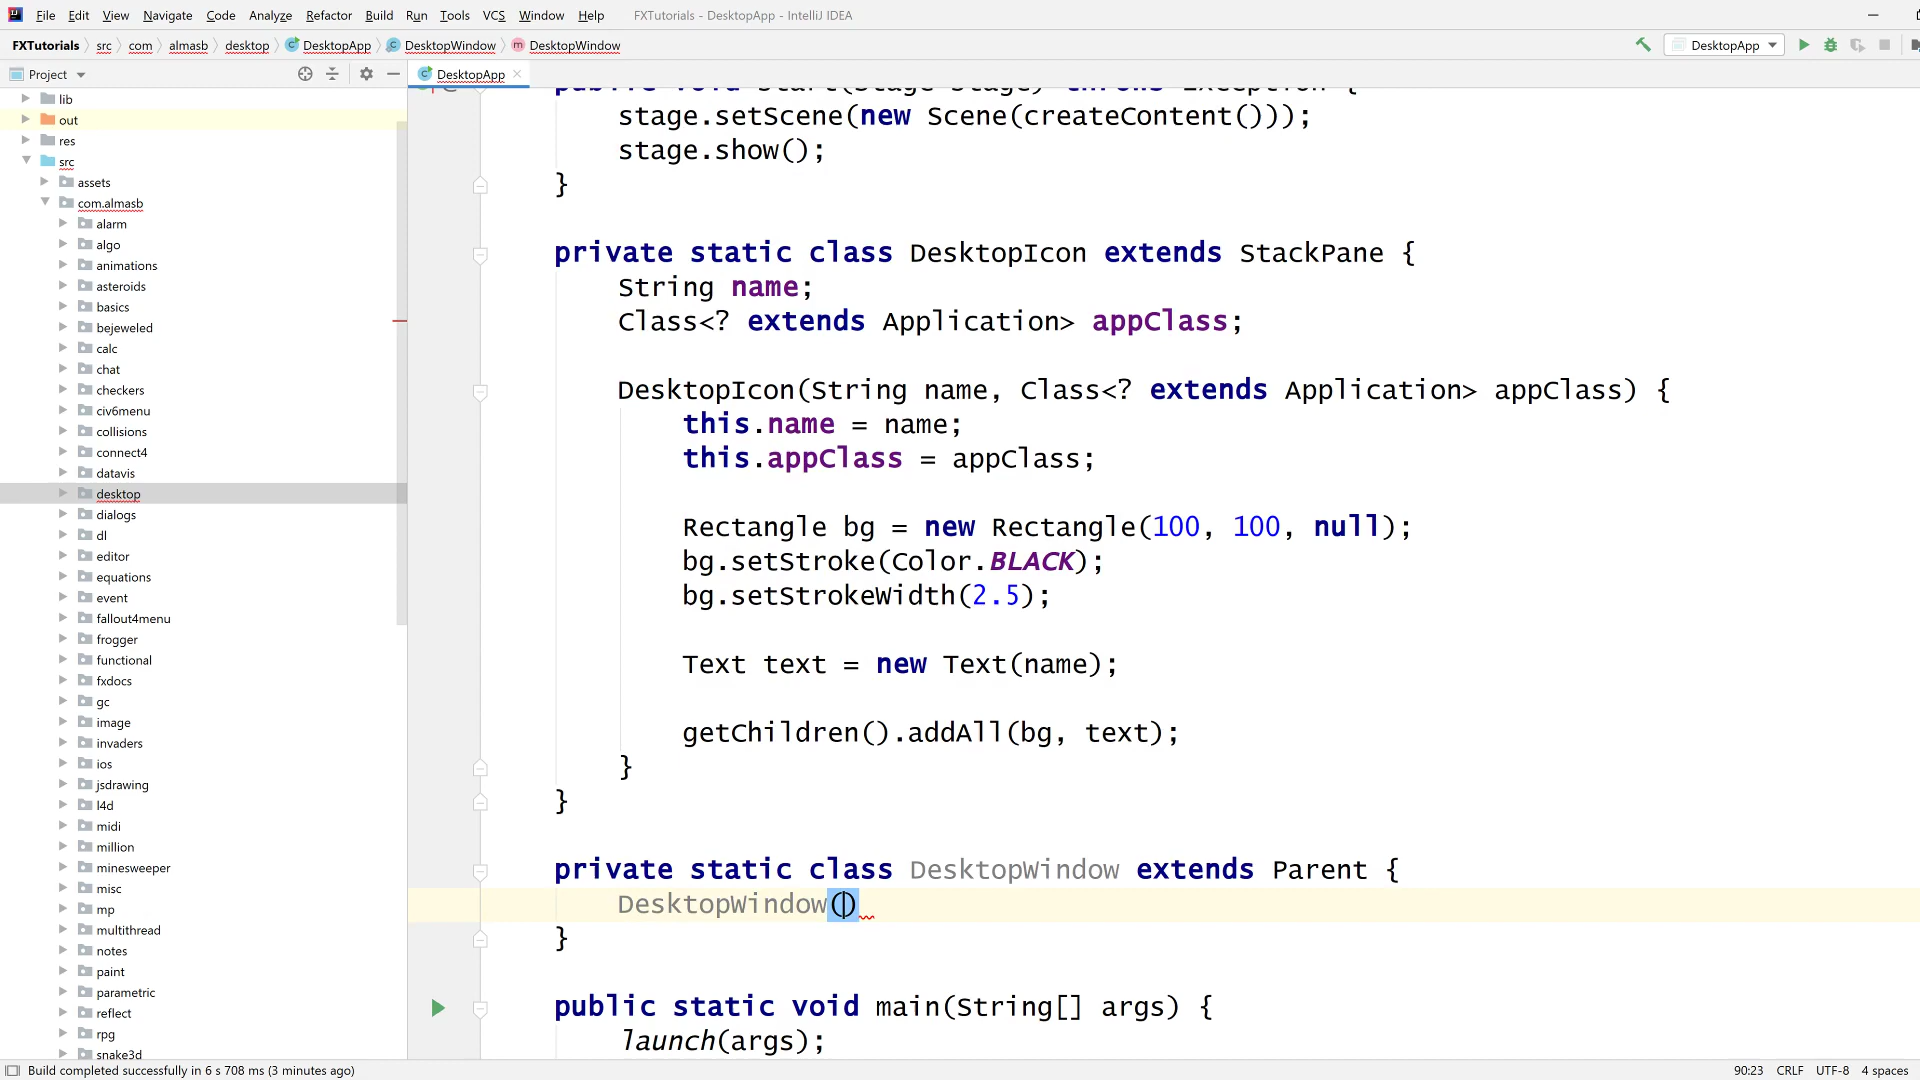 File Edit View Navigate Code Analyze Refactor Build Run Tools VCS Window Help FXTutorials - DesktopApp - IntelliJ IDEA
FXTutorials src com almasb desktop DesktopApp DesktopWindow DesktopWindow DesktopApp
Project
DesktopApp
lib
out
res
src
assets
com.almasb
alarm
algo
animations
asteroids
basics
bejeweled
calc
chat
checkers
civ6menu
collisions
connect4
datavis
desktop
dialogs
dl
editor
equations
event
fallout4menu
frogger
functional
fxdocs
gc
image
invaders
ios
jsdrawing
l4d
midi
million
minesweeper
misc
mp
multithread
notes
paint
parametric
reflect
rpg
snake3d
public void start(Stage stage) throws Exception {
stage.setScene(new Scene(createContent()));
stage.show();
}
private static class DesktopIcon extends StackPane {
String name;
Class<? extends Application> appClass;
DesktopIcon(String name, Class<? extends Application> appClass) {
this.name = name;
this.appClass = appClass;
Rectangle bg = new Rectangle(100, 100, null);
bg.setStroke(Color.BLACK);
bg.setStrokeWidth(2.5);
Text text = new Text(name);
getChildren().addAll(bg, text);
}
}
private static class DesktopWindow extends Parent {
DesktopWindow()
}
public static void main(String[] args) {
launch(args);
Build completed successfully in 6 s 708 ms (3 minutes ago) 90:23 CRLF UTF-8 4 spaces